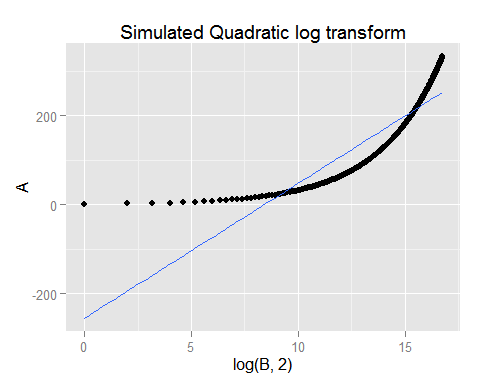 Simulated Quadratic log transform
A
200
0
-200
0 5 10 15
log(B, 2)